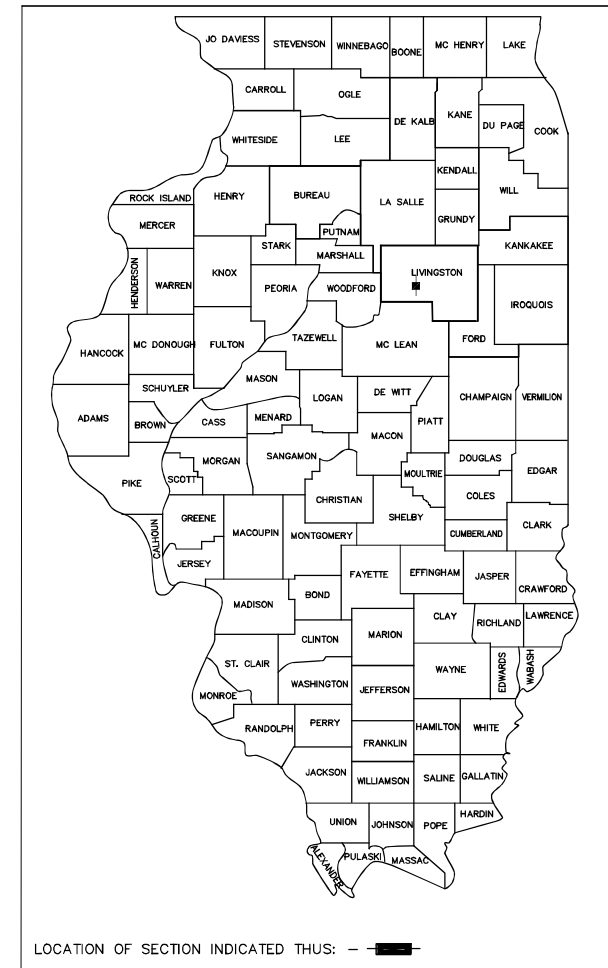 JO DAVIESS
STEVENSON
WINNEBAGO
BOONE
MC HENRY
LAKE
CARROLL
OGLE
DE KALB
KANE
DU PAGE
COOK
WHITESIDE
LEE
KENDALL
WILL
ROCK ISLAND
HENRY
BUREAU
LA SALLE
GRUNDY
MERCER
PUTNAM
STARK
MARSHALL
KANKAKEE
HENDERSON
WARREN
KNOX
PEORIA
WOODFORD
LIVINGSTON
IROQUOIS
HANCOCK
MC DONOUGH
FULTON
TAZEWELL
MC LEAN
FORD
SCHUYLER
MASON
LOGAN
DE WITT
CHAMPAIGN
VERMILION
ADAMS
BROWN
CASS
MENARD
MACON
PIATT
PIKE
SCOTT
MORGAN
SANGAMON
MOULTRIE
DOUGLAS
EDGAR
CHRISTIAN
COLES
CALHOUN
GREENE
MACOUPIN
MONTGOMERY
SHELBY
CUMBERLAND
CLARK
JERSEY
FAYETTE
EFFINGHAM
JASPER
CRAWFORD
MADISON
BOND
CLAY
RICHLAND
LAWRENCE
CLINTON
MARION
ST. CLAIR
WAYNE
EDWARDS
WABASH
MONROE
WASHINGTON
JEFFERSON
RANDOLPH
PERRY
HAMILTON
WHITE
FRANKLIN
JACKSON
WILLIAMSON
SALINE
GALLATIN
UNION
JOHNSON
POPE
HARDIN
ALEXANDER
PULASKI
MASSAC
LOCATION OF SECTION INDICATED THUS: